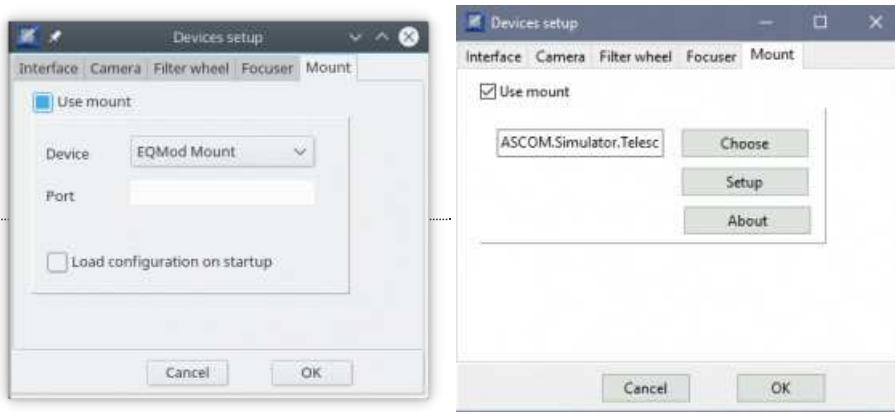 Devices setup
Interface Camera Filter wheel Focuser Mount
Use mount
Device EQMod Mount
Port
Load configuration on startup
Cancel OK
Devices setup
Interface Camera Filter wheel Focuser Mount
Use mount
ASCOM.Simulator.Telesc Choose
Setup
About
Cancel OK